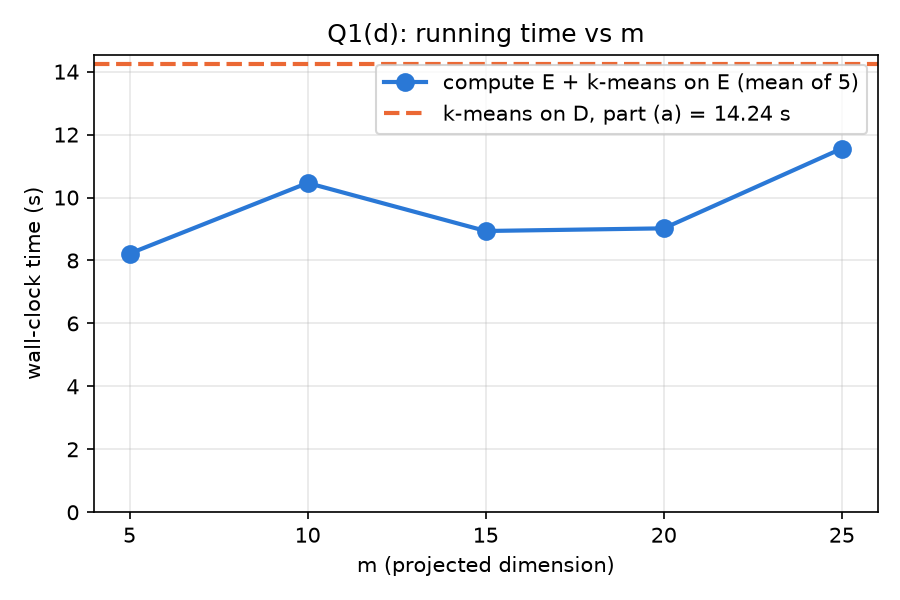 Q1(d): running time vs m
compute E + k-means on E (mean of 5)
k-means on D, part (a) = 14.24 s
wall-clock time (s)
14
12
10
8
6
4
2
0
5 10 15 20 25
m (projected dimension)